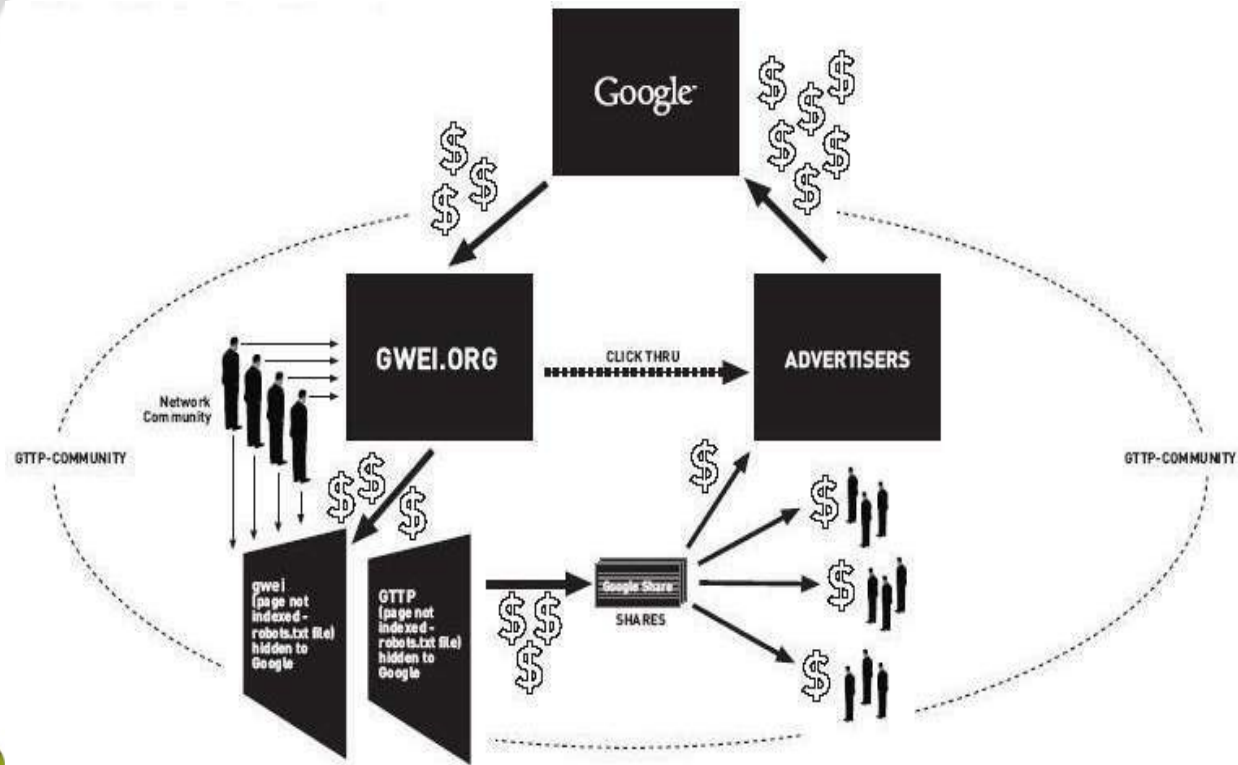 Google
GWEI.ORG
CLICK THRU
ADVERTISERS
Network
Community
GTTP-COMMUNITY
GTTP-COMMUNITY
gwei
(page not
indexed -
robots.txt file)
hidden to
Google
GTTP
(page not
indexed -
robots.txt file)
hidden to
Google
Google Share
SHARES